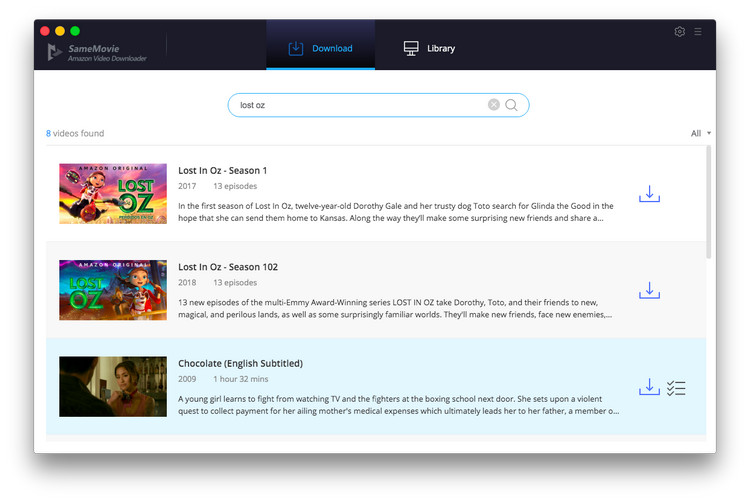 SameMovie
Amazon Video Downloader
Download
Library
lost oz
8 videos found
All
AMAZON ORIGINAL
LOST
IN
OZ
Lost In Oz - Season 1
2017 13 episodes
In the first season of Lost In Oz, twelve-year-old Dorothy Gale and her trusty dog Toto search for Glinda the Good in the
hope that she can send them home to Kansas. Along the way they'll make some surprising new friends and share a...
AMAZON ORIGINAL
LOST
IN
OZ
Lost In Oz - Season 102
2018 13 episodes
13 new episodes of the multi-Emmy Award-Winning series LOST IN OZ take Dorothy, Toto, and their friends to new,
magical, and perilous lands, as well as some surprisingly familiar worlds. They'll make new friends, face new enemies,...
Chocolate (English Subtitled)
2009 1 hour 32 mins
A young girl learns to fight from watching TV and the fighters at the boxing school next door. She sets upon a violent
quest to collect payment for her ailing mother's medical expenses which ultimately leads her to her father, a member o...